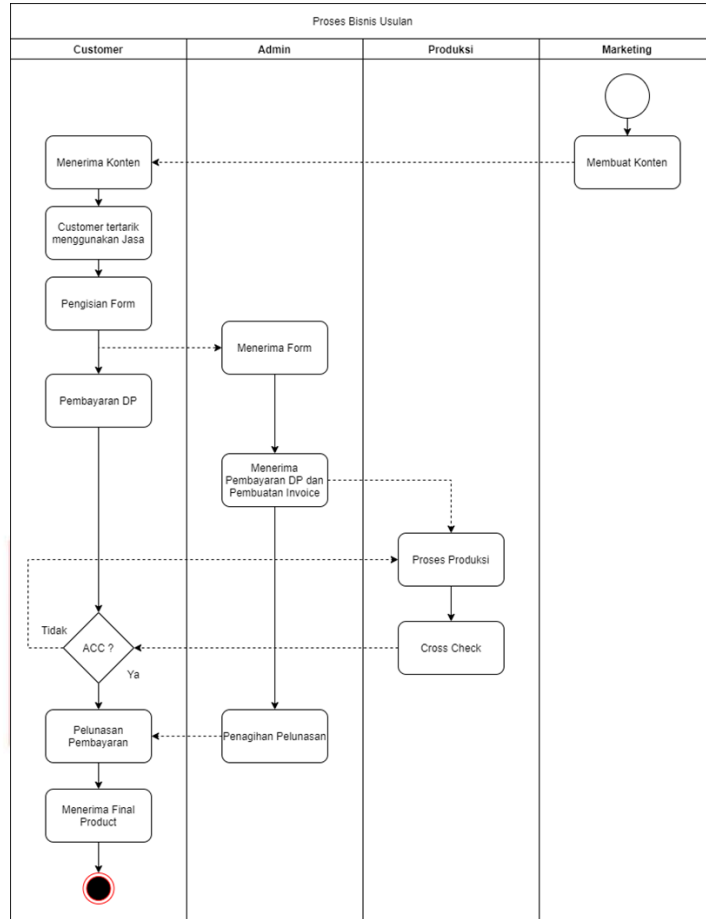 Proses Bisnis Usulan
Customer
Admin
Produksi
Marketing
Menerima Konten
Membuat Konten
Customer tertarik
menggunakan Jasa
Pengisian Form
Menerima Form
Pembayaran DP
Menerima
Pembayaran DP dan
Pembuatan Invoice
Proses Produksi
Tidak
ACC ?
Cross Check
Ya
Pelunasan
Pembayaran
Penagihan Pelunasan
Menerima Final
Product